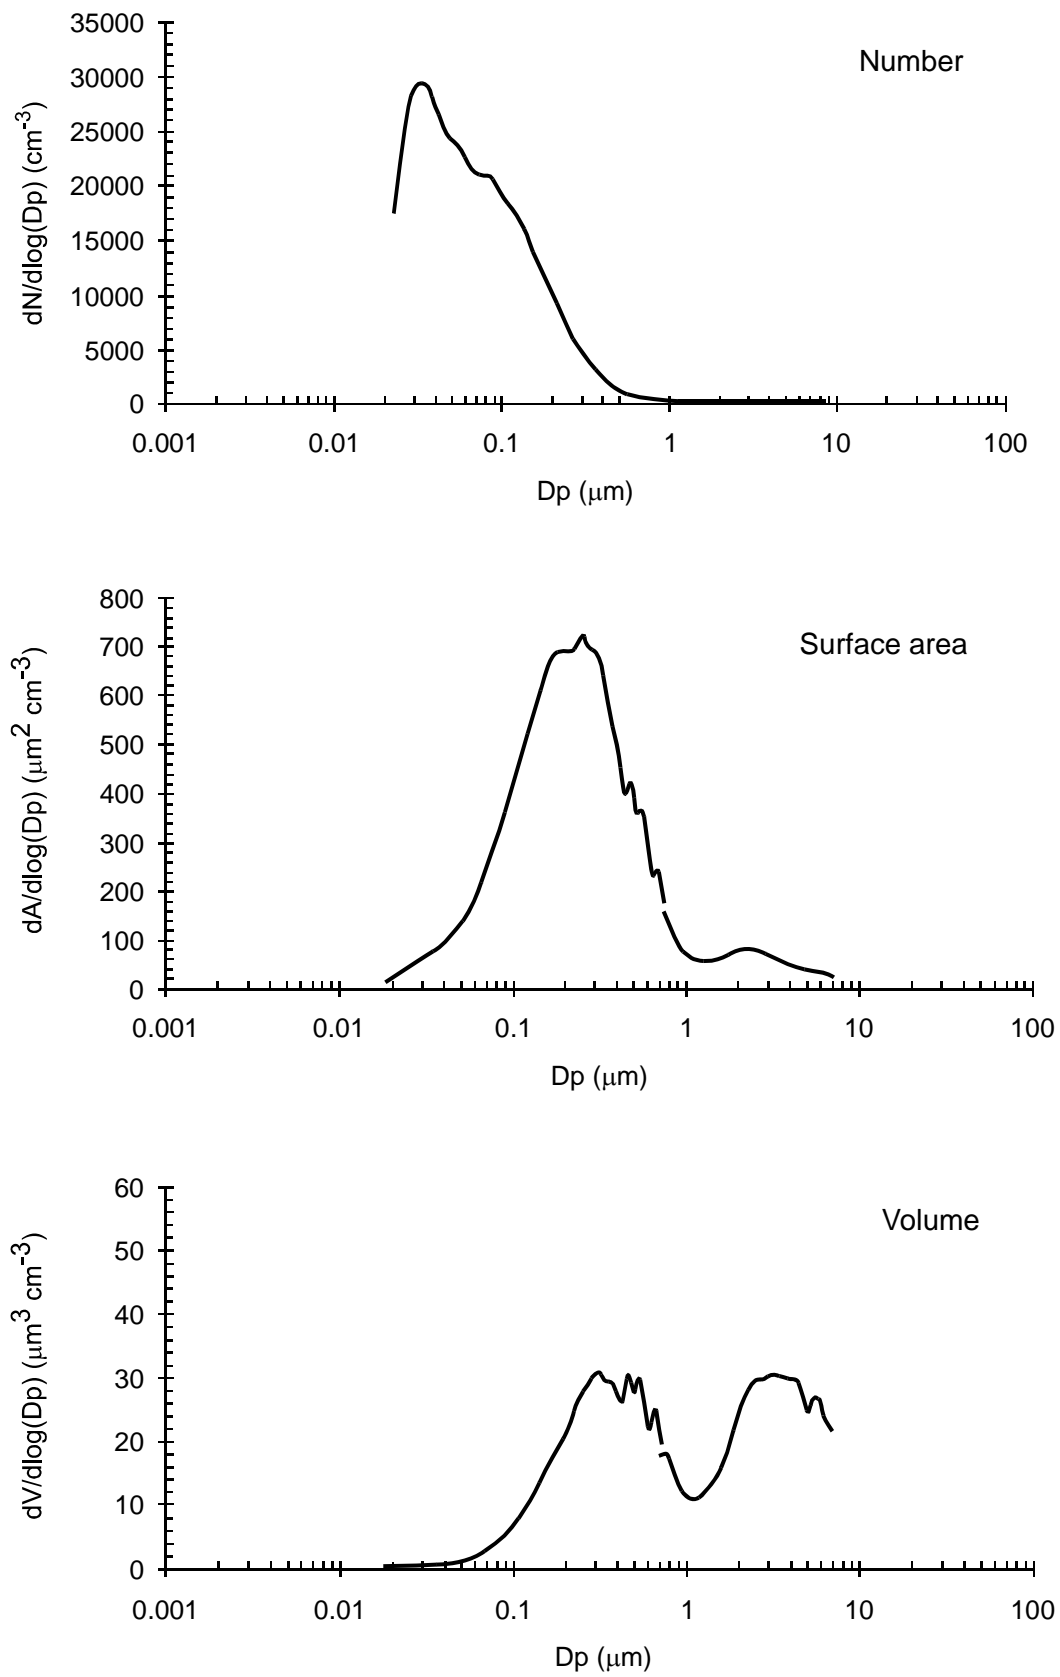 35000
Number
30000
25000
20000
15000
10000
5000
0
dN/dlog(Dp) (cm-3)
0.001 0.01 0.1 1 10 100
Dp (μm)
800
700
Surface area
600
500
400
300
200
100
0
dA/dlog(Dp) (μm2 cm-3)
0.001 0.01 0.1 1 10 100
Dp (μm)
60
Volume
50
40
30
20
10
0
dV/dlog(Dp) (μm3 cm-3)
0.001 0.01 0.1 1 10 100
Dp (μm)